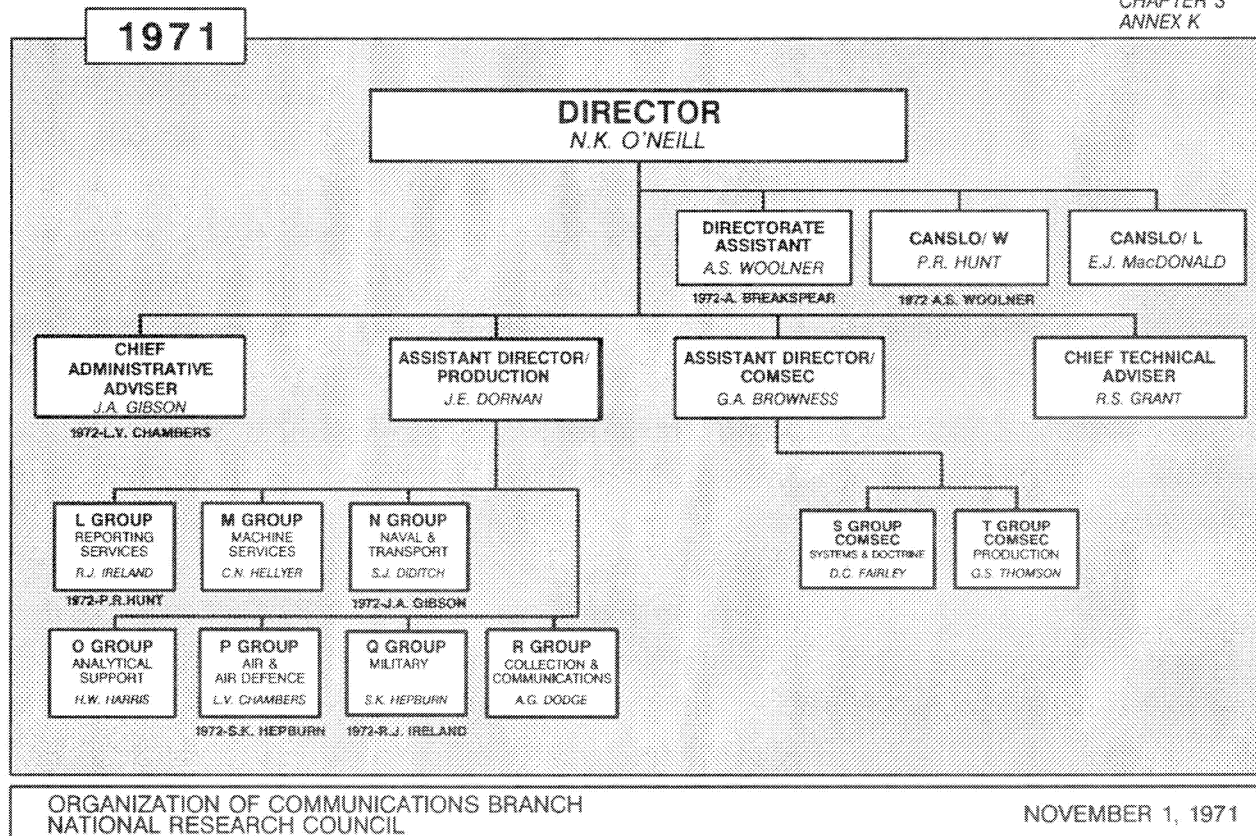 CHAPTER 3
ANNEX K
1971
DIRECTOR
N.K. O'NEILL
DIRECTORATE
ASSISTANT
A.S. WOOLNER
1972-A. BREAKSPEAR
CANSLO/ W
P.R. HUNT
1972 A.S. WOOLNER
CANSLO/ L
E.J. MacDONALD
CHIEF
ADMINISTRATIVE
ADVISER
J.A. GIBSON
1972-L.V. CHAMBERS
ASSISTANT DIRECTOR/
PRODUCTION
J.E. DORNAN
ASSISTANT DIRECTOR/
COMSEC
G.A. BROWNESS
CHIEF TECHNICAL
ADVISER
R.S. GRANT
L GROUP
REPORTING
SERVICES
R.J. IRELAND
1972-P.R.HUNT
M GROUP
MACHINE
SERVICES
C.N. HELLYER
N GROUP
NAVAL &
TRANSPORT
S.J. DIDITCH
1972-J.A. GIBSON
S GROUP
COMSEC
SYSTEMS & DOCTRINE
D.C. FAIRLEY
T GROUP
COMSEC
PRODUCTION
G.S. THOMSON
O GROUP
ANALYTICAL
SUPPORT
H.W. HARRIS
P GROUP
AIR &
AIR DEFENCE
L.V. CHAMBERS
1972-S.K. HEPBURN
Q GROUP
MILITARY
S.K. HEPBURN
1972-R.J. IRELAND
R GROUP
COLLECTION &
COMMUNICATIONS
A.G. DODGE
ORGANIZATION OF COMMUNICATIONS BRANCH
NATIONAL RESEARCH COUNCIL
NOVEMBER 1, 1971